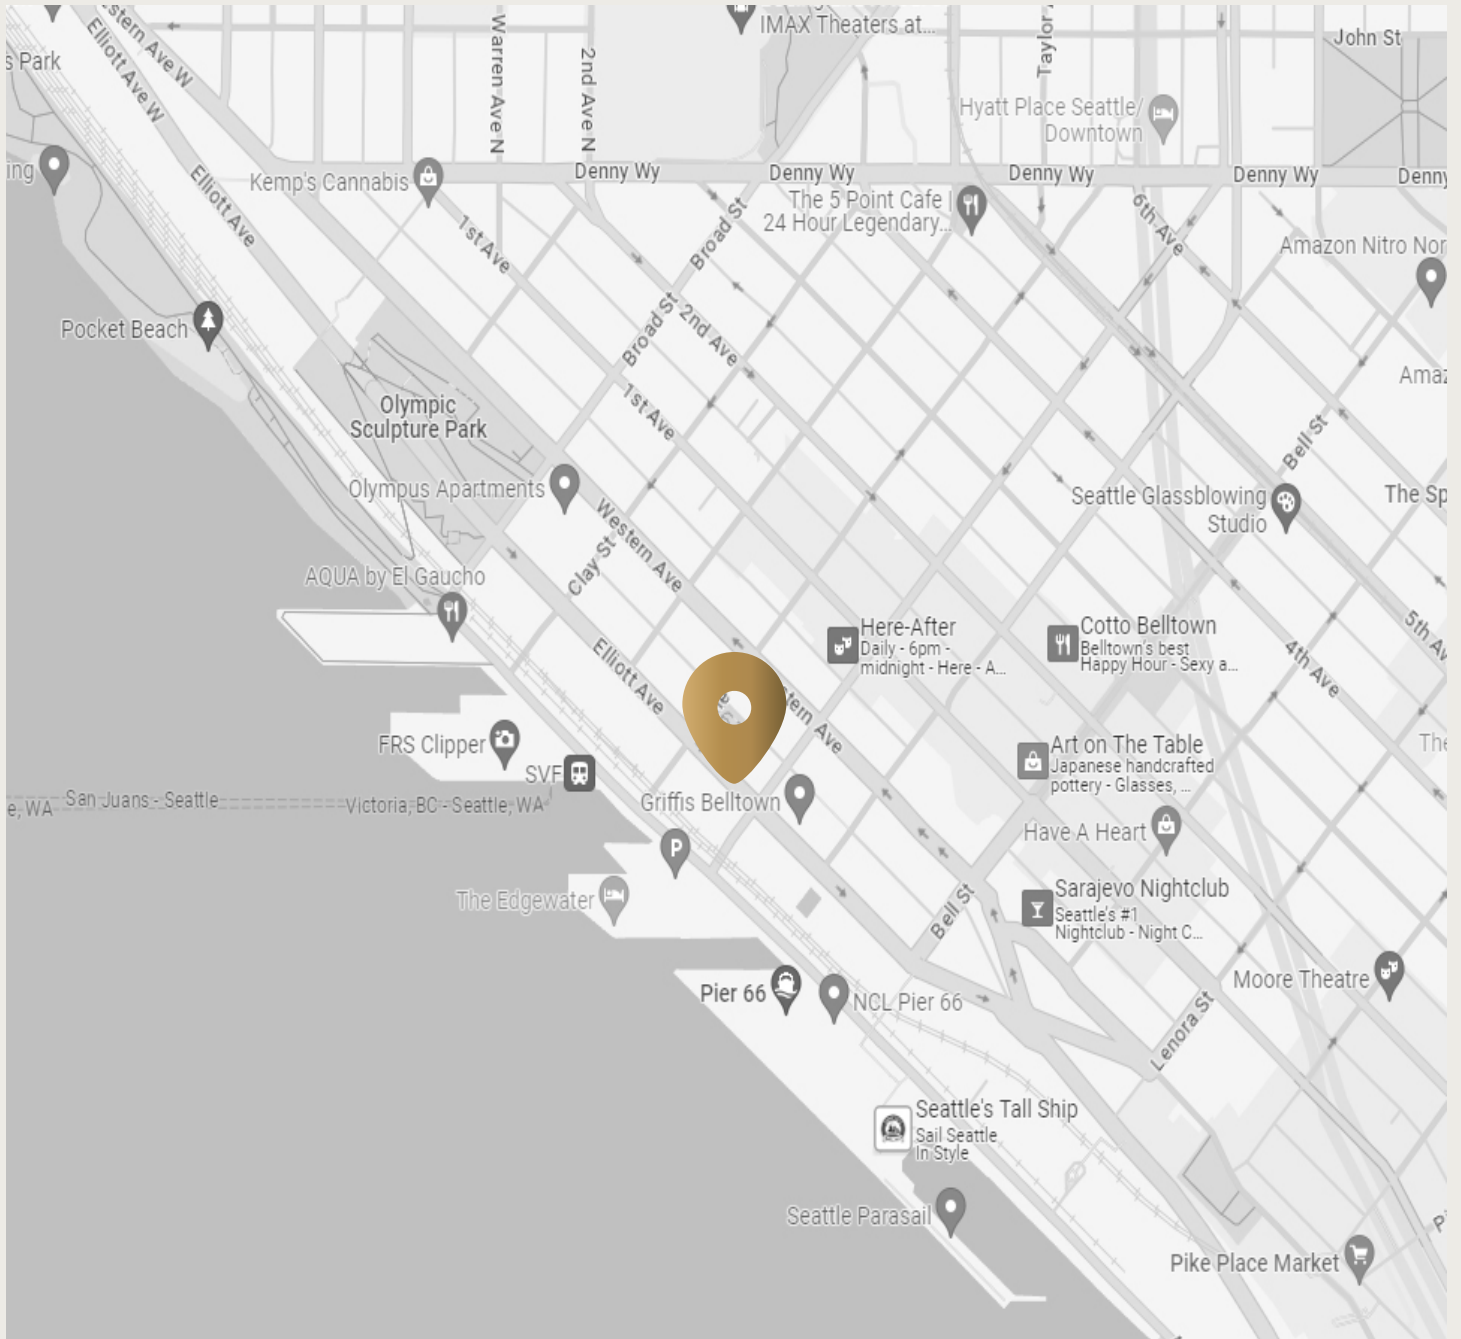 IMAX Theaters at...
John St
Western Ave W
Elliott Ave W
s Park
Warren Ave N
2nd Ave N
Taylor
Hyatt Place Seattle/
Downtown
ing
Kemp's Cannabis
Denny Wy
Denny Wy
Denny Wy
Denny Wy
Denny
Elliott Ave
1st Ave
Broad St
The 5 Point Cafe |
24 Hour Legendary...
6th Ave
Amazon Nitro Nor
Pocket Beach
Broad St
2nd Ave
Amaz
Olympic
Sculpture Park
1st Ave
Bell St
Olympus Apartments
Western Ave
Clay St
Seattle Glassblowing
Studio
The Sp
AQUA by El Gaucho
Here-After
Daily - 6pm -
midnight - Here - A...
Cotto Belltown
Belltown's best
Happy Hour - Sexy a...
5th Av
4th Ave
Elliott Ave
stern Ave
FRS Clipper
SVF
Art on The Table
Japanese handcrafted
pottery - Glasses, ...
The
e, WA
San Juans - Seattle
Victoria, BC - Seattle, WA
Griffis Belltown
Have A Heart
P
The Edgewater
Bell St
Sarajevo Nightclub
Seattle's #1
Nightclub - Night C...
Moore Theatre
Pier 66
NCL Pier 66
Lenora St
Seattle's Tall Ship
Sail Seattle
In Style
Seattle Parasail
Pike Place Market